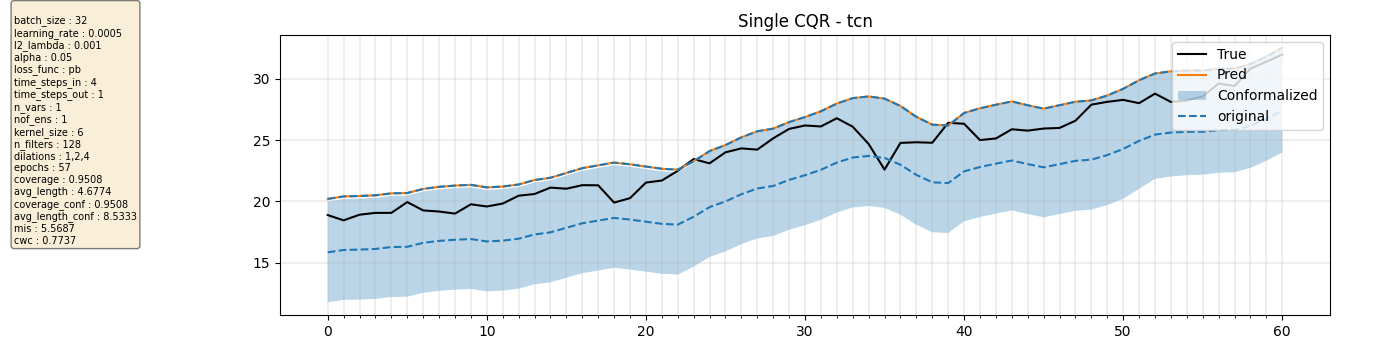 Single CQR - tcn
batch_size : 32
learning_rate : 0.0005
l2_lambda : 0.001
alpha : 0.05
loss_func : pb
time_steps_in : 4
time_steps_out : 1
n_vars : 1
nof_ens : 1
kernel_size : 6
n_filters : 128
dilations : 1,2,4
epochs : 57
coverage : 0.9508
avg_length : 4.6774
coverage_conf : 0.9508
avg_length_conf : 8.5333
mis : 5.5687
cwc : 0.7737
True
Pred
Conformalized
original
30
25
20
15
0 10 20 30 40 50 60